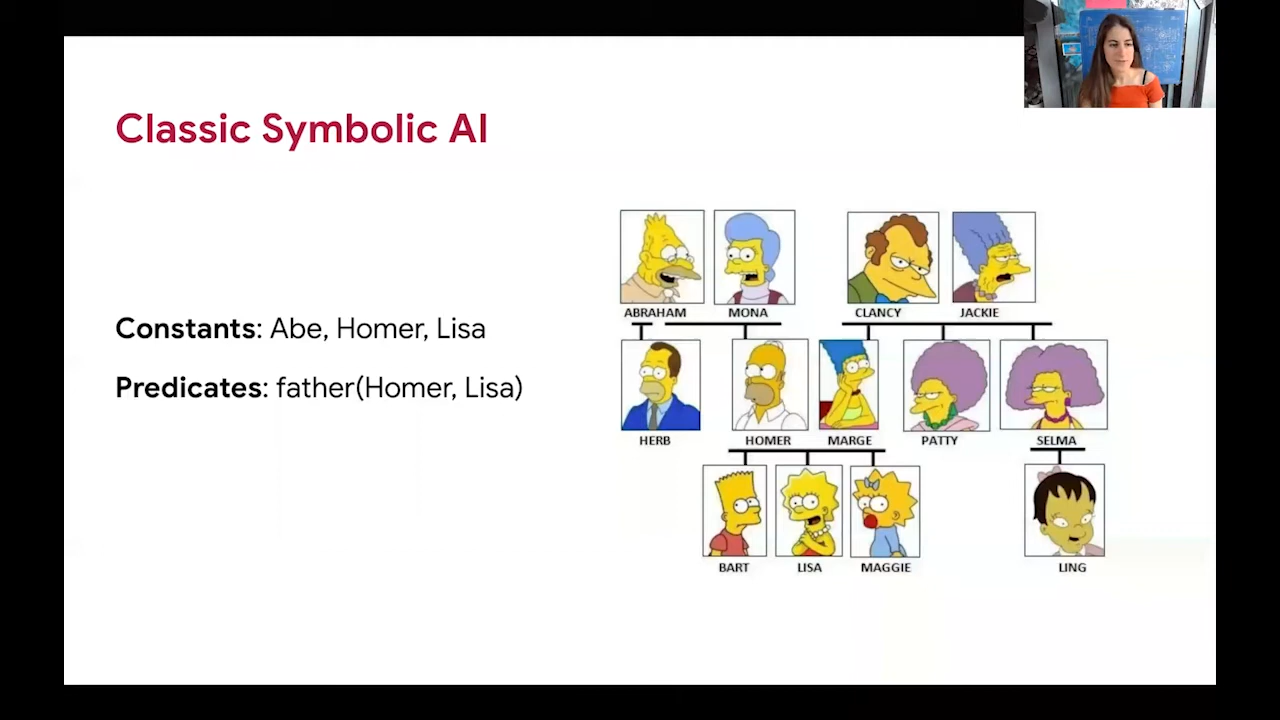 Classic Symbolic AI
Constants: Abe, Homer, Lisa
Predicates: father(Homer, Lisa)
ABRAHAM MONA CLANCY JACKIE
HERB HOMER MARGE PATTY SELMA
BART LISA MAGGIE LING